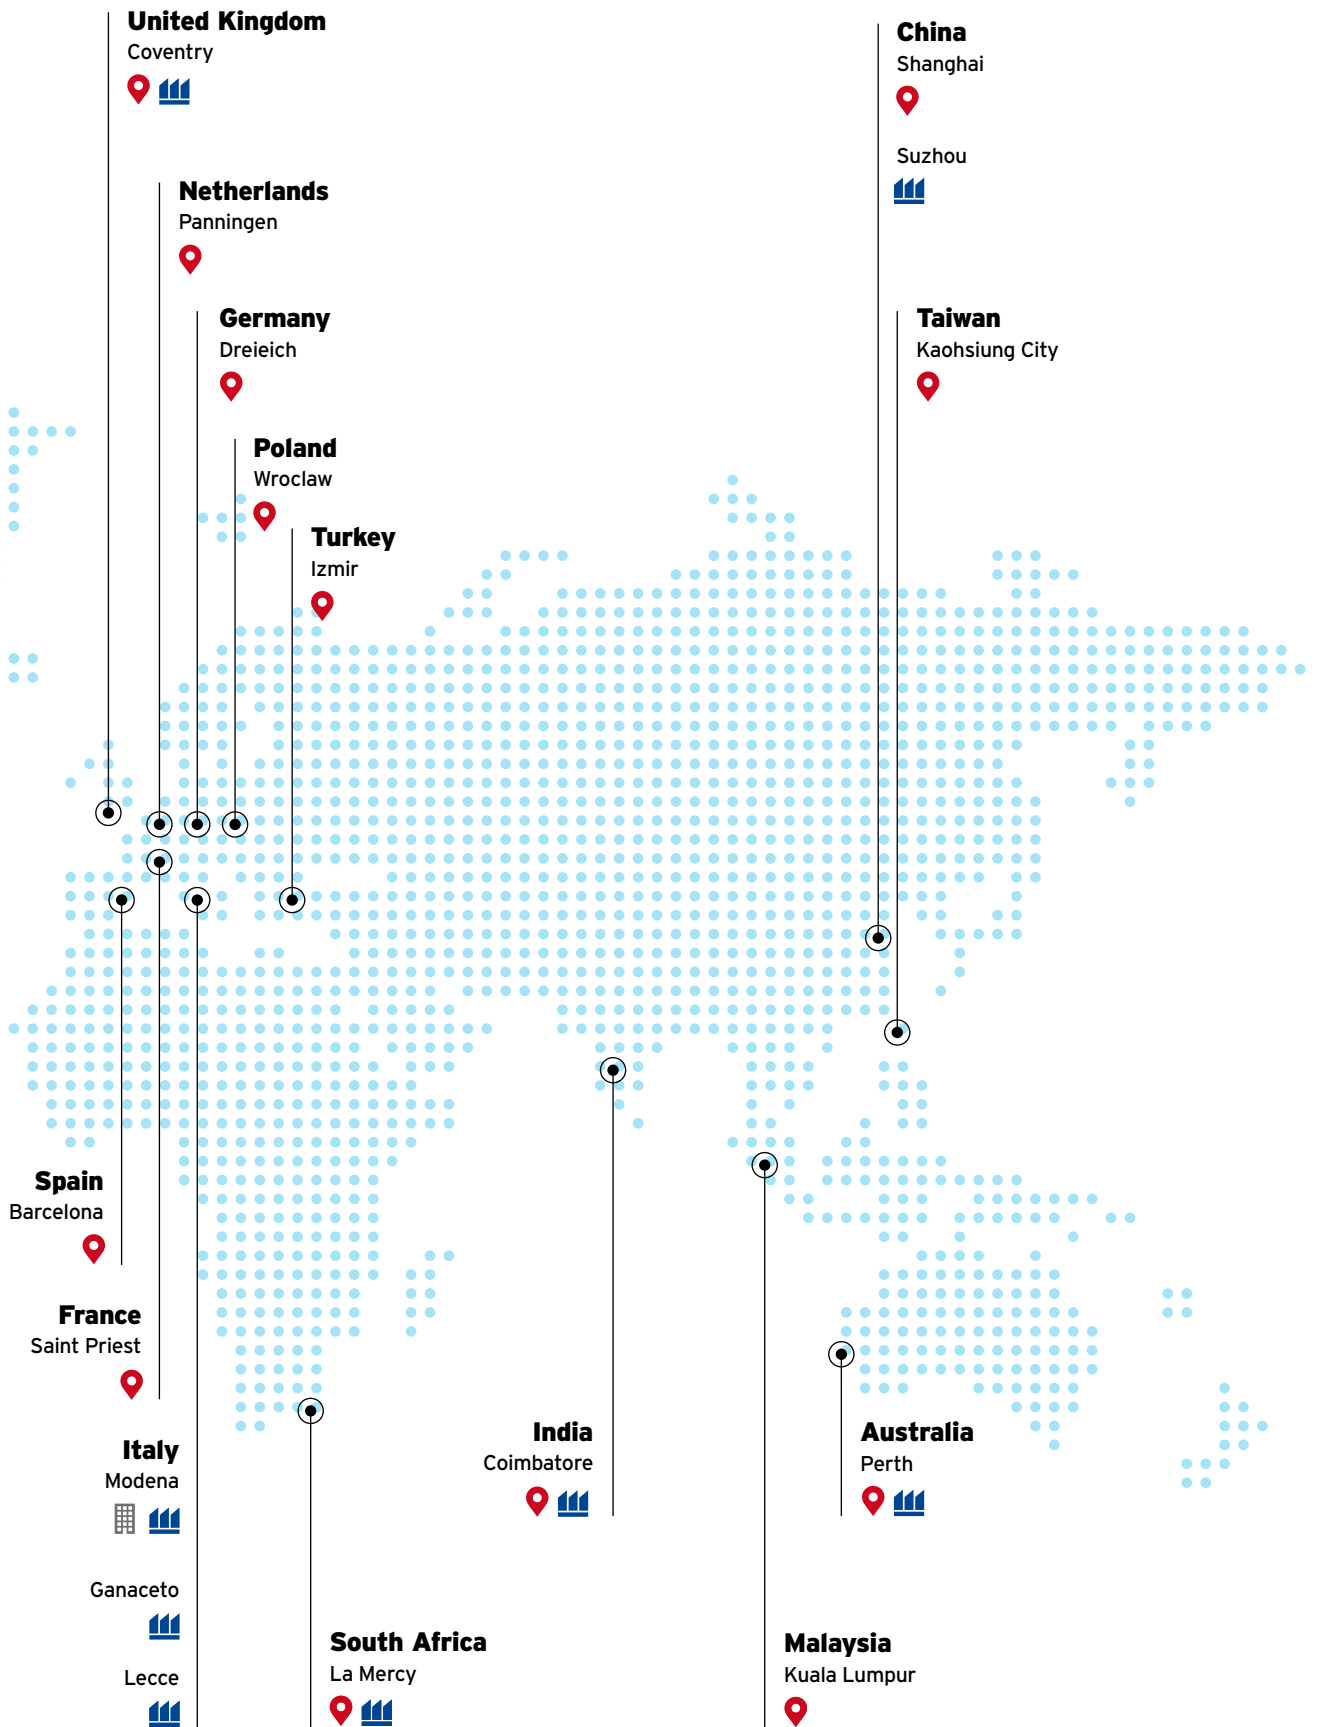 United Kingdom
Coventry
China
Shanghai
Suzhou
Netherlands
Panningen
Germany
Dreieich
Taiwan
Kaohsiung City
Poland
Wroclaw
Turkey
Izmir
Spain
Barcelona
France
Saint Priest
Italy
Modena
Ganaceto
Lecce
India
Coimbatore
Australia
Perth
South Africa
La Mercy
Malaysia
Kuala Lumpur